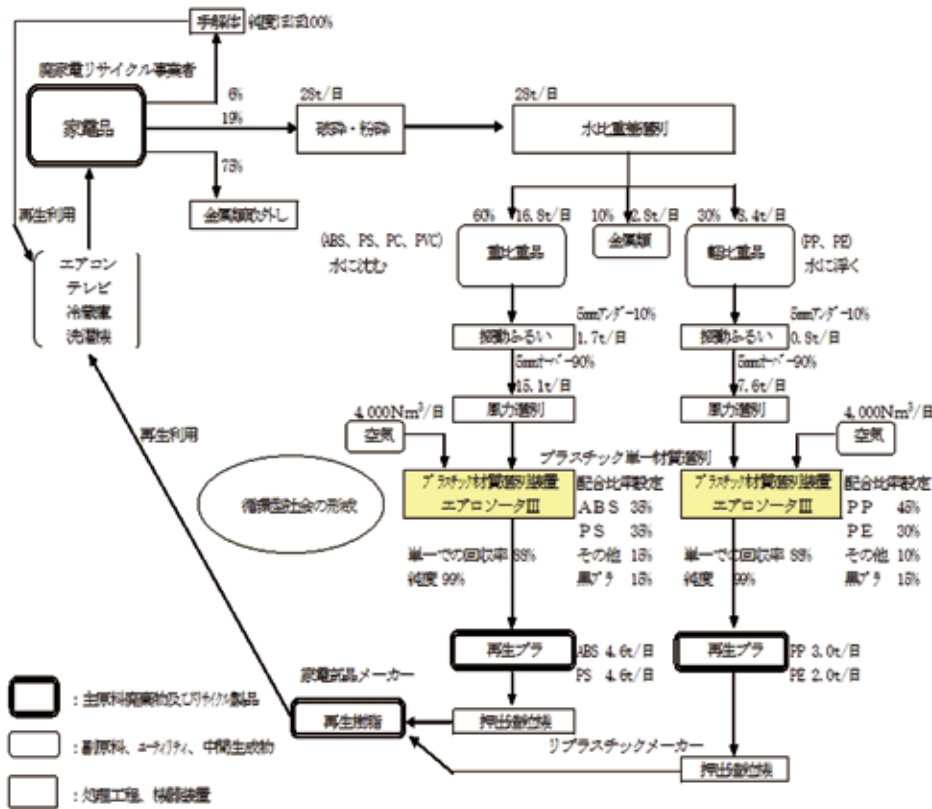 手解体 純度ほぼ100%
廃家電リサイクル事業者
家電品
6%
19%
75%
金属類取外し
28t/日
破砕・粉砕
28t/日
水比重選別
再生利用
エアコン
テレビ
冷蔵庫
洗濯機
60% 16.8t/日
10% 2.8t/日
30% 8.4t/日
(ABS、PS、PC、PVC)
水に沈む
重比重品
金属類
軽比重品
(PP、PE)
水に浮く
5mmアンダー10%
振動ふるい
1.7t/日
5mmオーバー90%
15.1t/日
風力選別
5mmアンダー10%
振動ふるい
0.8t/日
5mmオーバー90%
7.6t/日
風力選別
4,000Nm³/日
空気
4,000Nm³/日
空気
再生利用
循環型社会の形成
プラスチック単一材質選別
プラスチック材質選別装置
エアロソータⅢ
配合比率設定
ABS 35%
PS 35%
その他 15%
黒プラ 15%
プラスチック材質選別装置
エアロソータⅢ
配合比率設定
PP 45%
PE 30%
その他 10%
黒プラ 15%
単一での回収率 88%
純度 99%
単一での回収率 88%
純度 99%
再生プラ
ABS 4.6t/日
PS 4.6t/日
再生プラ
PP 3.0t/日
PE 2.0t/日
家電部品メーカー
再生樹脂
押出造粒機
リプラスチックメーカー
押出造粒機
:主原料廃棄物及びリサイクル製品
:副原料、ユーティリティ、中間生成物
:処理工程、機器装置